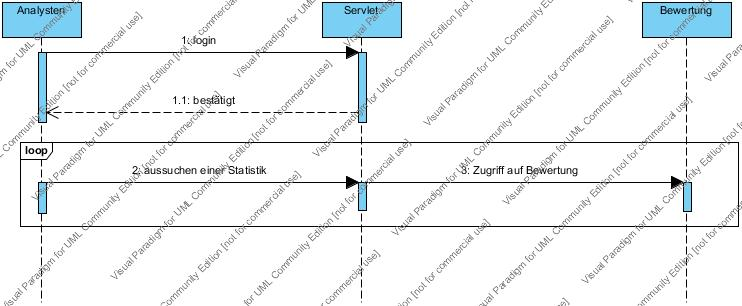 Analysten
Servlet
Bewertung
1: login
1.1: bestätigt
loop
2: aussuchen einer Statistik
3: Zugriff auf Bewertung
Visual Paradigm for UML Community Edition [not for commercial use]